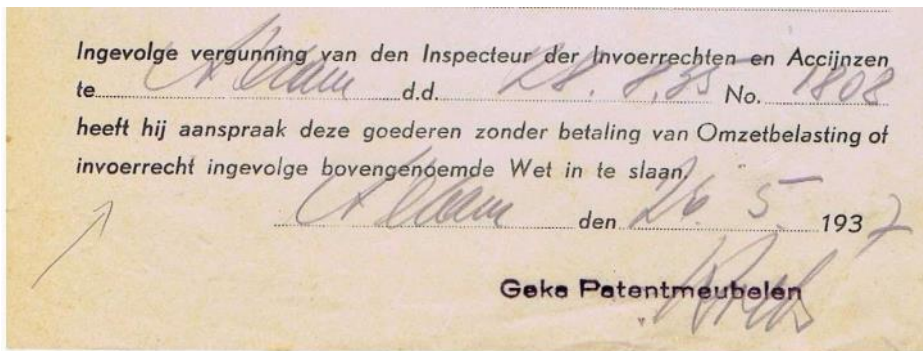 Ingevolge vergunning van den Inspecteur der Invoerrechten en Accijnzen
te A'dam d.d. 28.8.35 No. 1808
heeft hij aanspraak deze goederen zonder betaling van Omzetbelasting of
invoerrecht ingevolge bovengenoemde Wet in te slaan.
A'dam den 26. 5. 1937
Geka Patentmeubelen